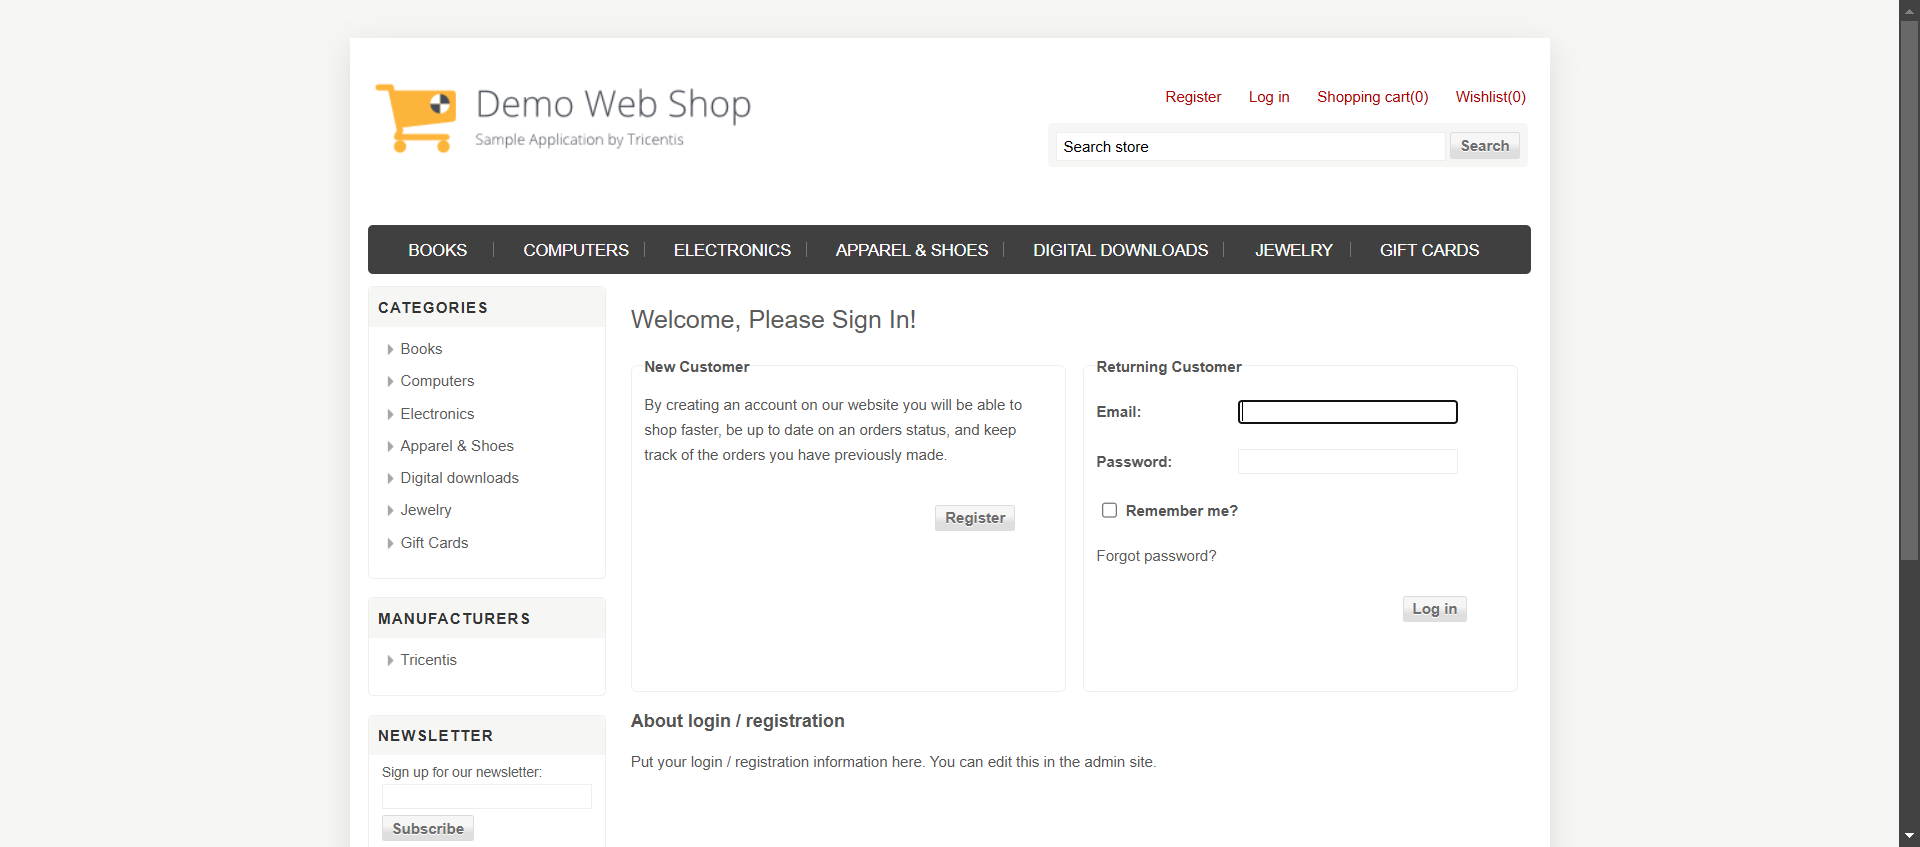 Demo Web Shop
Sample Application by Tricentis
Register Log in Shopping cart(0) Wishlist(0)
Search store Search
BOOKS COMPUTERS ELECTRONICS APPAREL & SHOES DIGITAL DOWNLOADS JEWELRY GIFT CARDS
CATEGORIES
Books
Computers
Electronics
Apparel & Shoes
Digital downloads
Jewelry
Gift Cards
MANUFACTURERS
Tricentis
NEWSLETTER
Sign up for our newsletter:
Subscribe
Welcome, Please Sign In!
New Customer
By creating an account on our website you will be able to
shop faster, be up to date on an orders status, and keep
track of the orders you have previously made.
Register
Returning Customer
Email:
Password:
Remember me?
Forgot password?
Log in
About login / registration
Put your login / registration information here. You can edit this in the admin site.